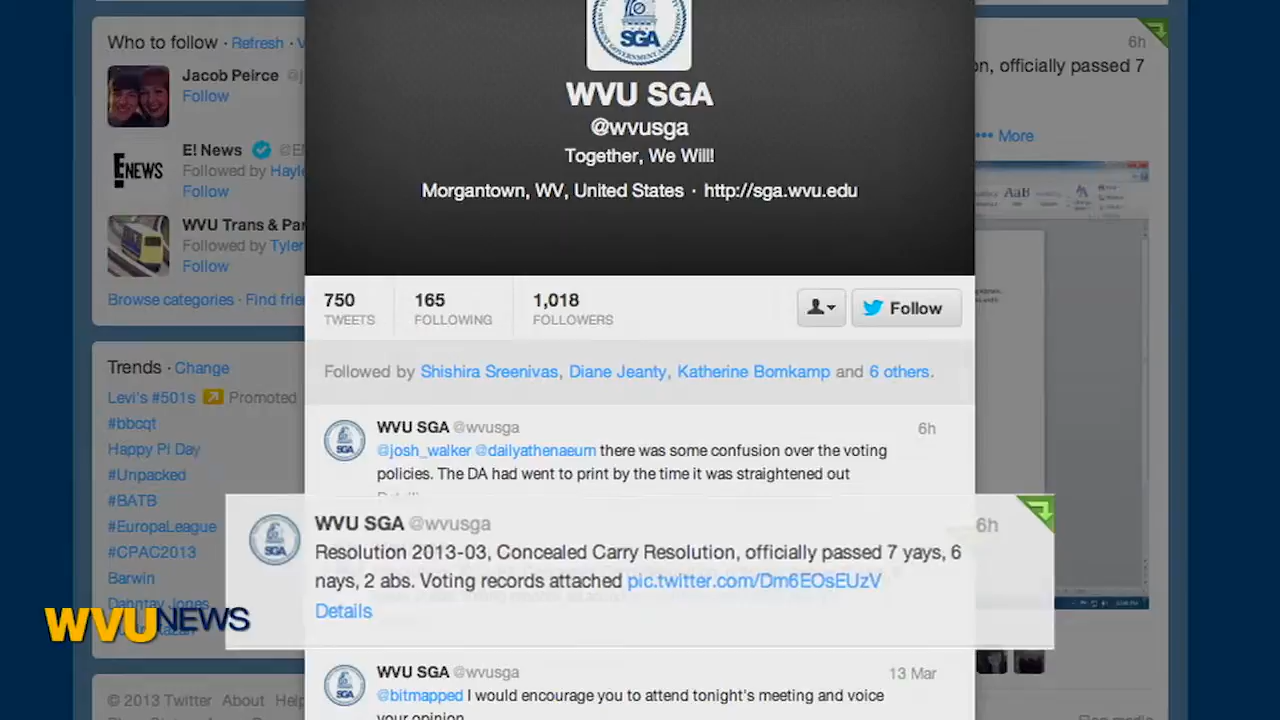 SGA
WVU SGA
@wvusga
Together, We Will!
Morgantown, WV, United States · http://sga.wvu.edu
750 TWEETS
165 FOLLOWING
1,018 FOLLOWERS
Follow
Followed by Shishira Sreenivas, Diane Jeanty, Katherine Bomkamp and 6 others.
WVU SGA @wvusga 6h
@josh_walker @dailyathenaeum there was some confusion over the voting
policies. The DA had went to print by the time it was straightened out
WVU SGA @wvusga 6h
Resolution 2013-03, Concealed Carry Resolution, officially passed 7 yays, 6
nays, 2 abs. Voting records attached pic.twitter.com/Dm6EOsEUzV
Details
WVU SGA @wvusga 13 Mar
@bitmapped I would encourage you to attend tonight's meeting and voice
your opinion
Who to follow · Refresh ·
Jacob Peirce
Follow
E! NEWS
E! News
Followed by
Follow
WVU Trans &
Followed by
Follow
Browse categories · Find
Trends · Change
Levi's #501s Promoted
#bbcqt
Happy Pi Day
#Unpacked
#BATB
#EuropaLeague
#CPAC2013
Barwin
Dahntay Jones
© 2013 Twitter About
6h
officially passed 7
More
AaB
WVUNEWS